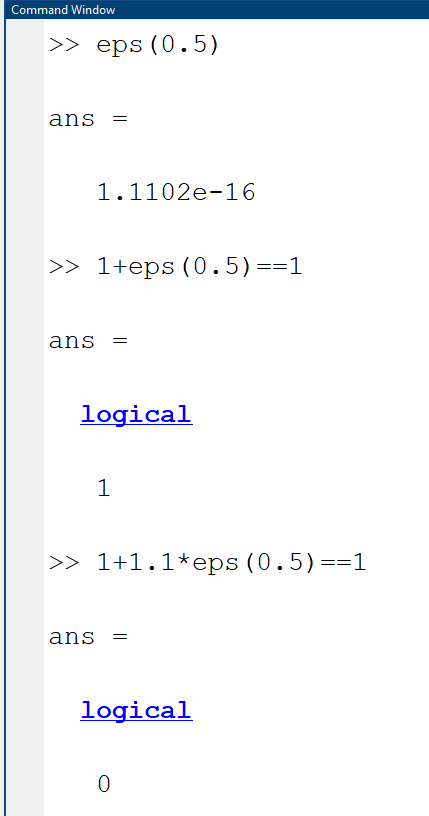 Command Window
>> eps(0.5)
ans =
1.1102e-16
>> 1+eps(0.5)==1
ans =
logical
1
>> 1+1.1*eps(0.5)==1
ans =
logical
0